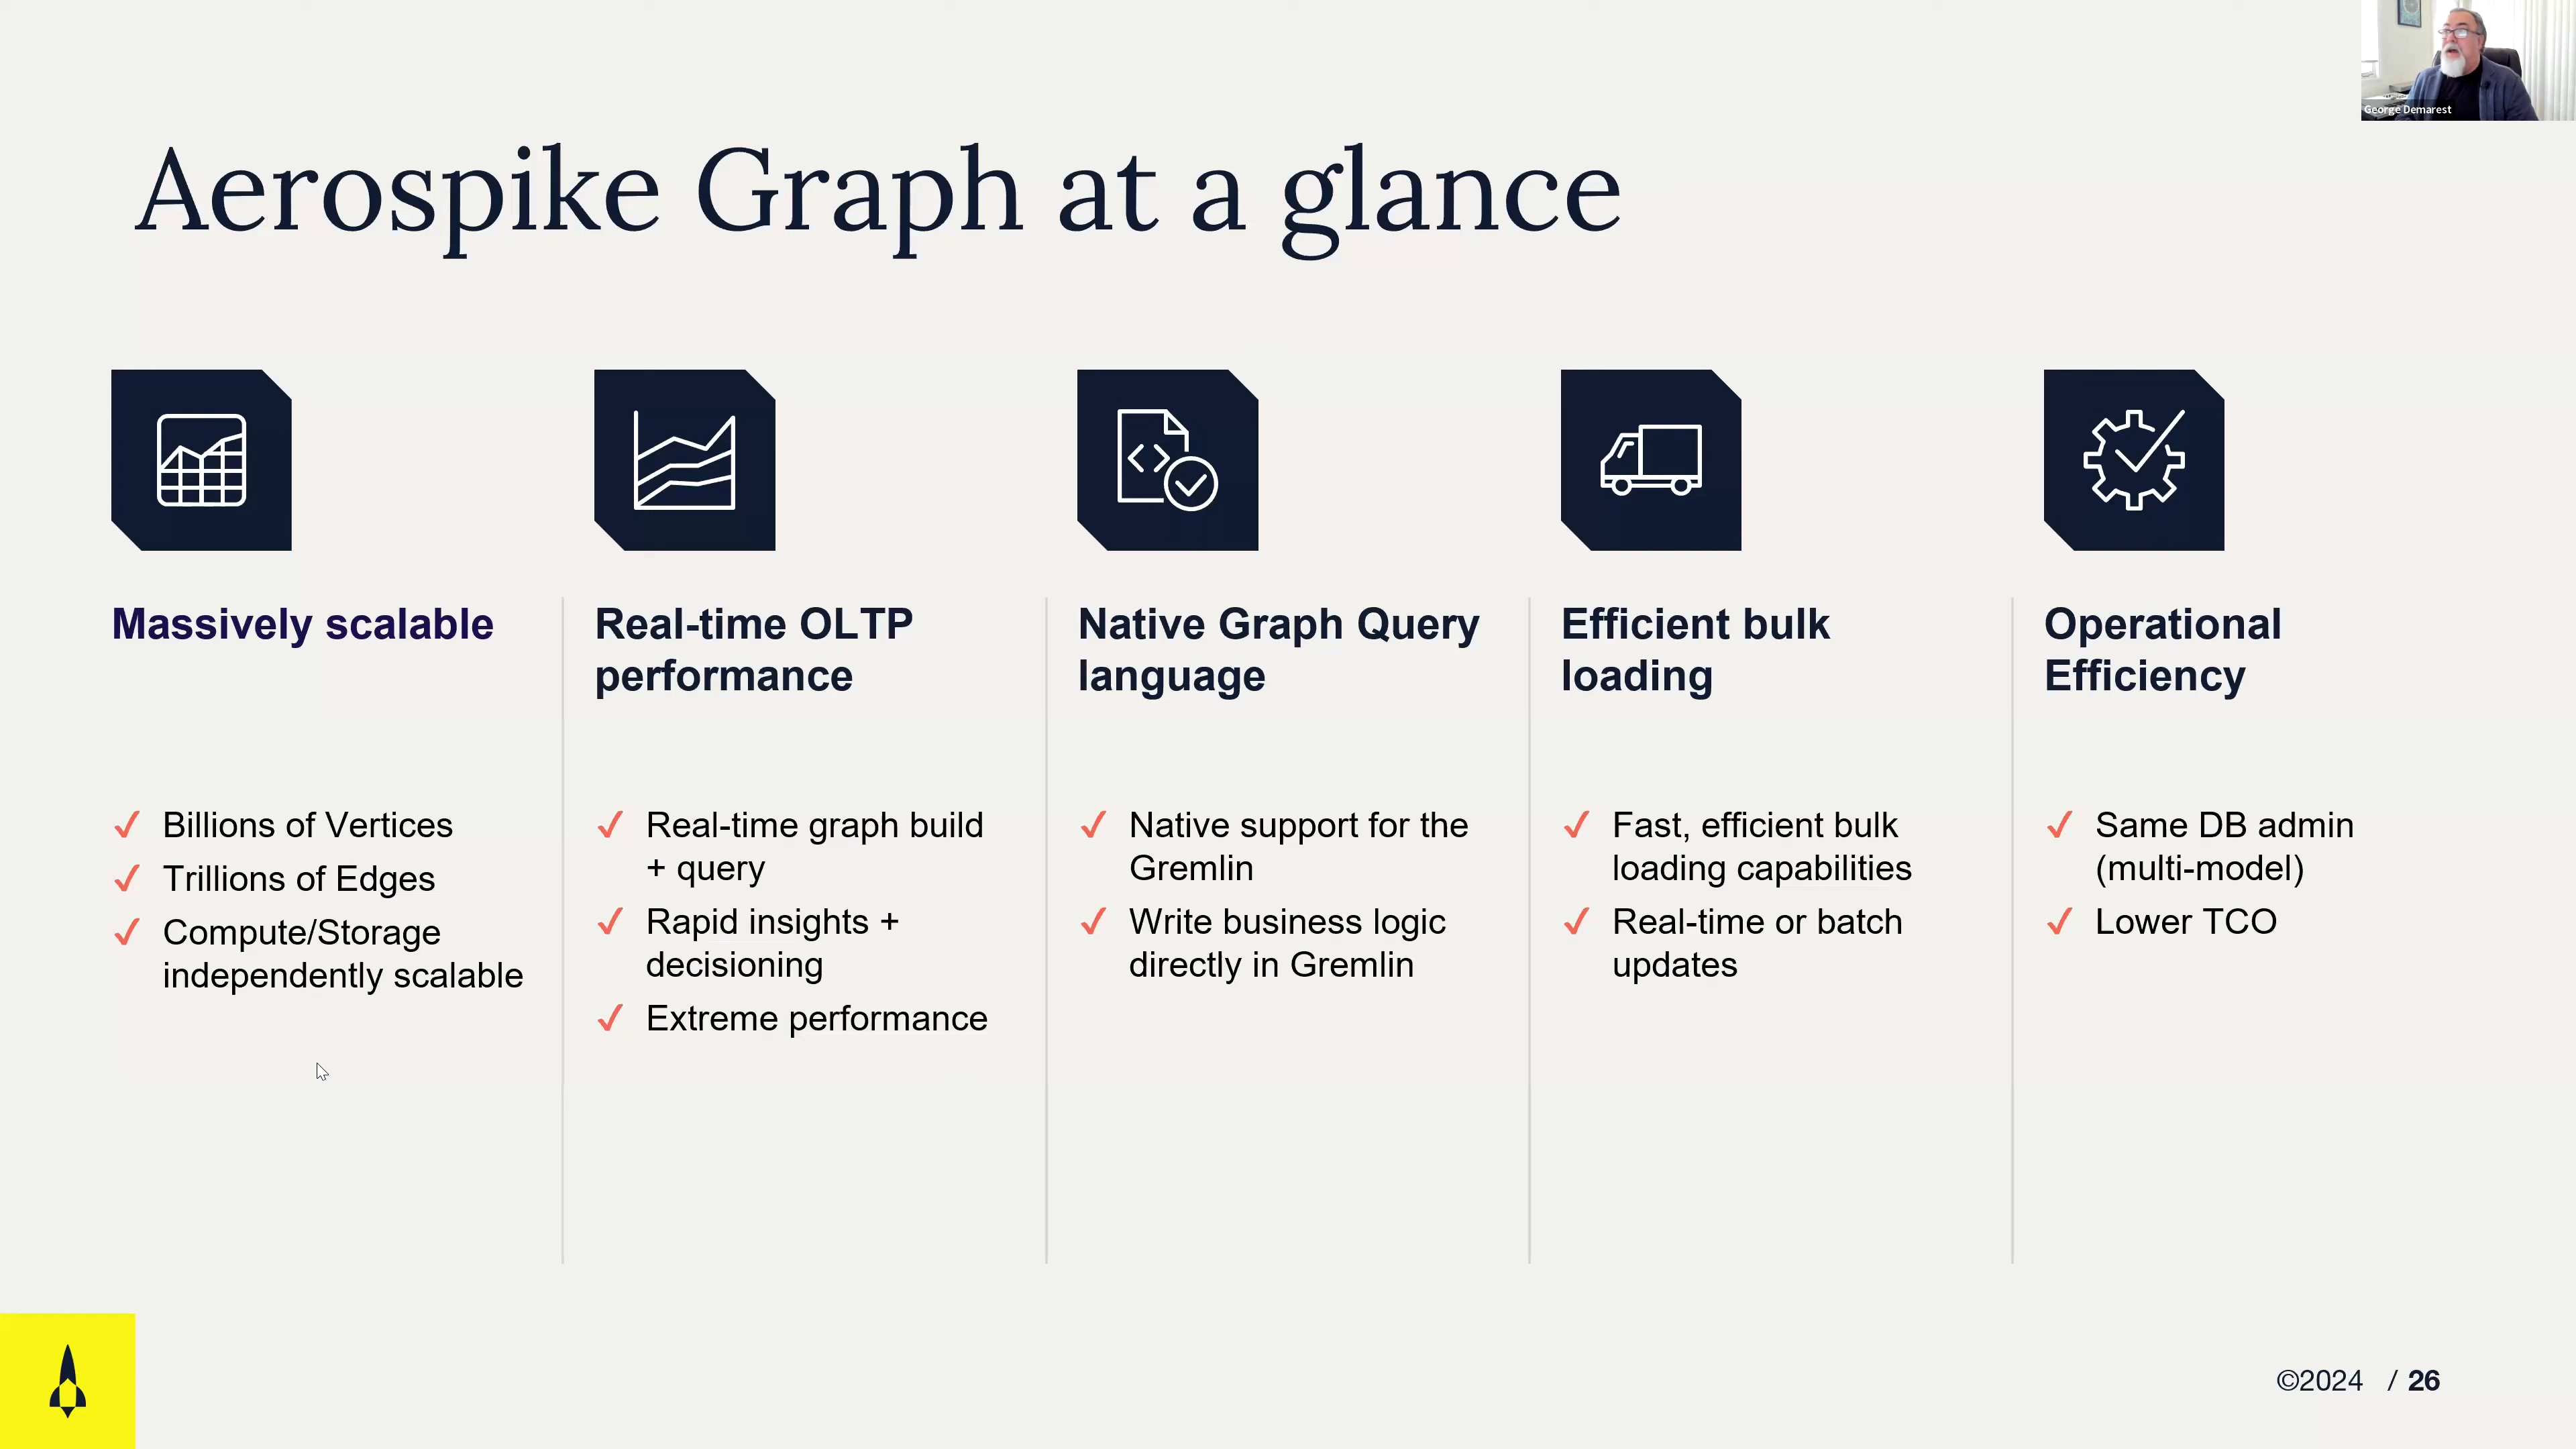 George Demarest
Aerospike Graph at a glance
Massively scalable
Billions of Vertices
Trillions of Edges
Compute/Storage
independently scalable
Real-time OLTP
performance
Real-time graph build
+ query
Rapid insights +
decisioning
Extreme performance
Native Graph Query
language
Native support for the
Gremlin
Write business logic
directly in Gremlin
Efficient bulk
loading
Fast, efficient bulk
loading capabilities
Real-time or batch
updates
Operational
Efficiency
Same DB admin
(multi-model)
Lower TCO
©2024 / 26